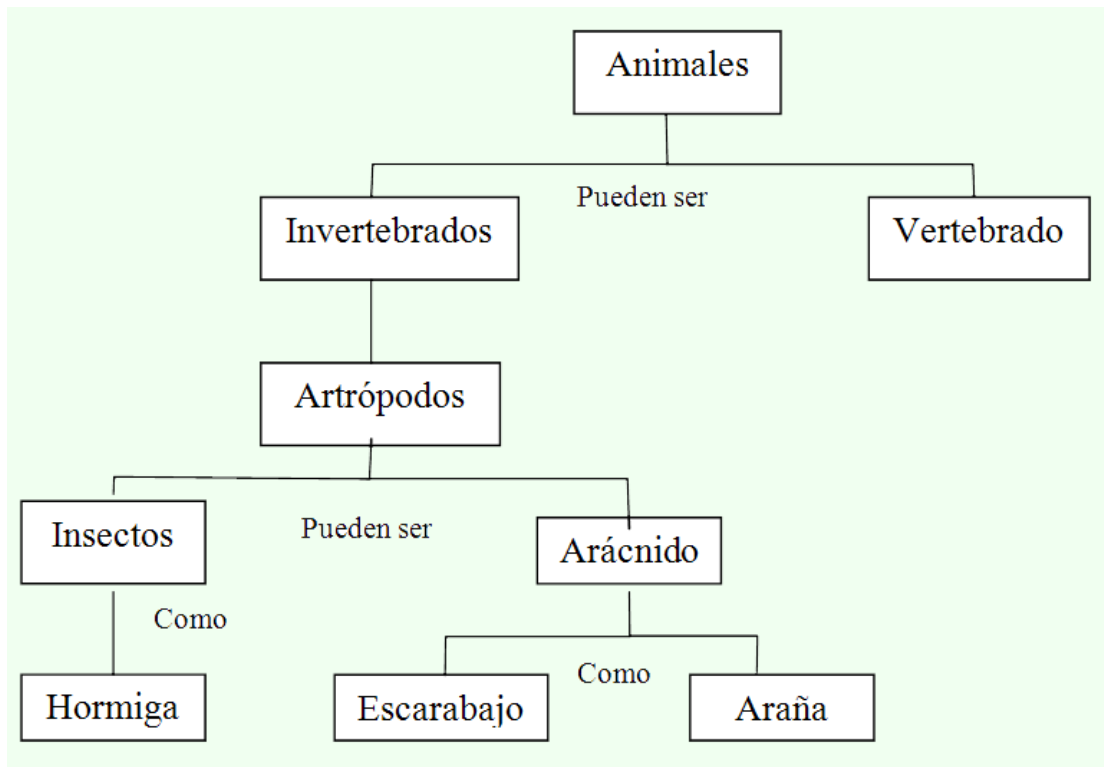 Animales
Pueden ser
Invertebrados
Vertebrado
Artrópodos
Insectos
Pueden ser
Arácnido
Como
Hormiga
Escarabajo
Como
Araña